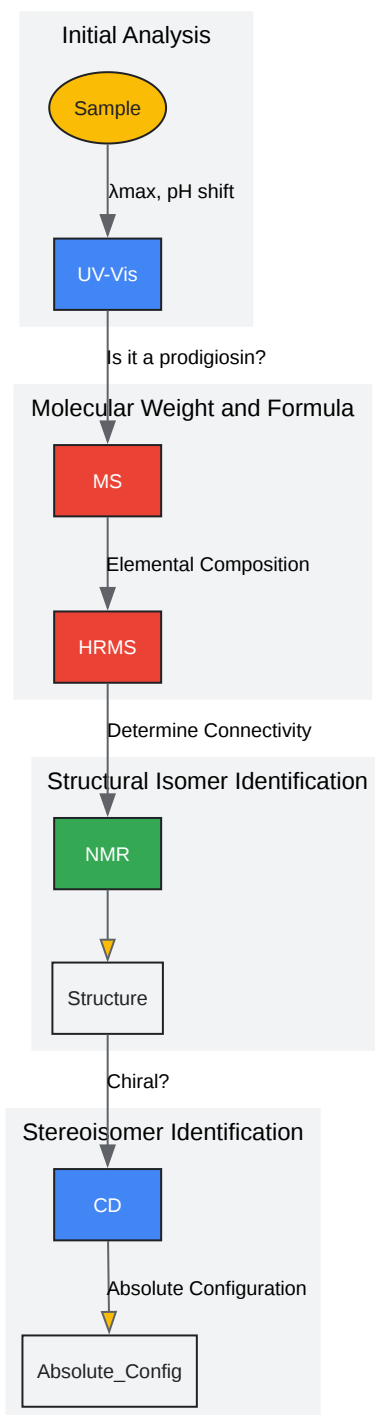 Initial Analysis
Sample
λmax, pH shift
UV-Vis
Is it a prodigiosin?
Molecular Weight and Formula
MS
Elemental Composition
HRMS
Determine Connectivity
Structural Isomer Identification
NMR
Structure
Chiral?
Stereoisomer Identification
CD
Absolute Configuration
Absolute_Config